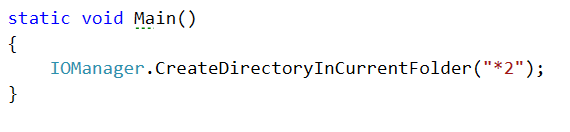 static void Main()
{
    IOManager.CreateDirectoryInCurrentFolder("*2");
}